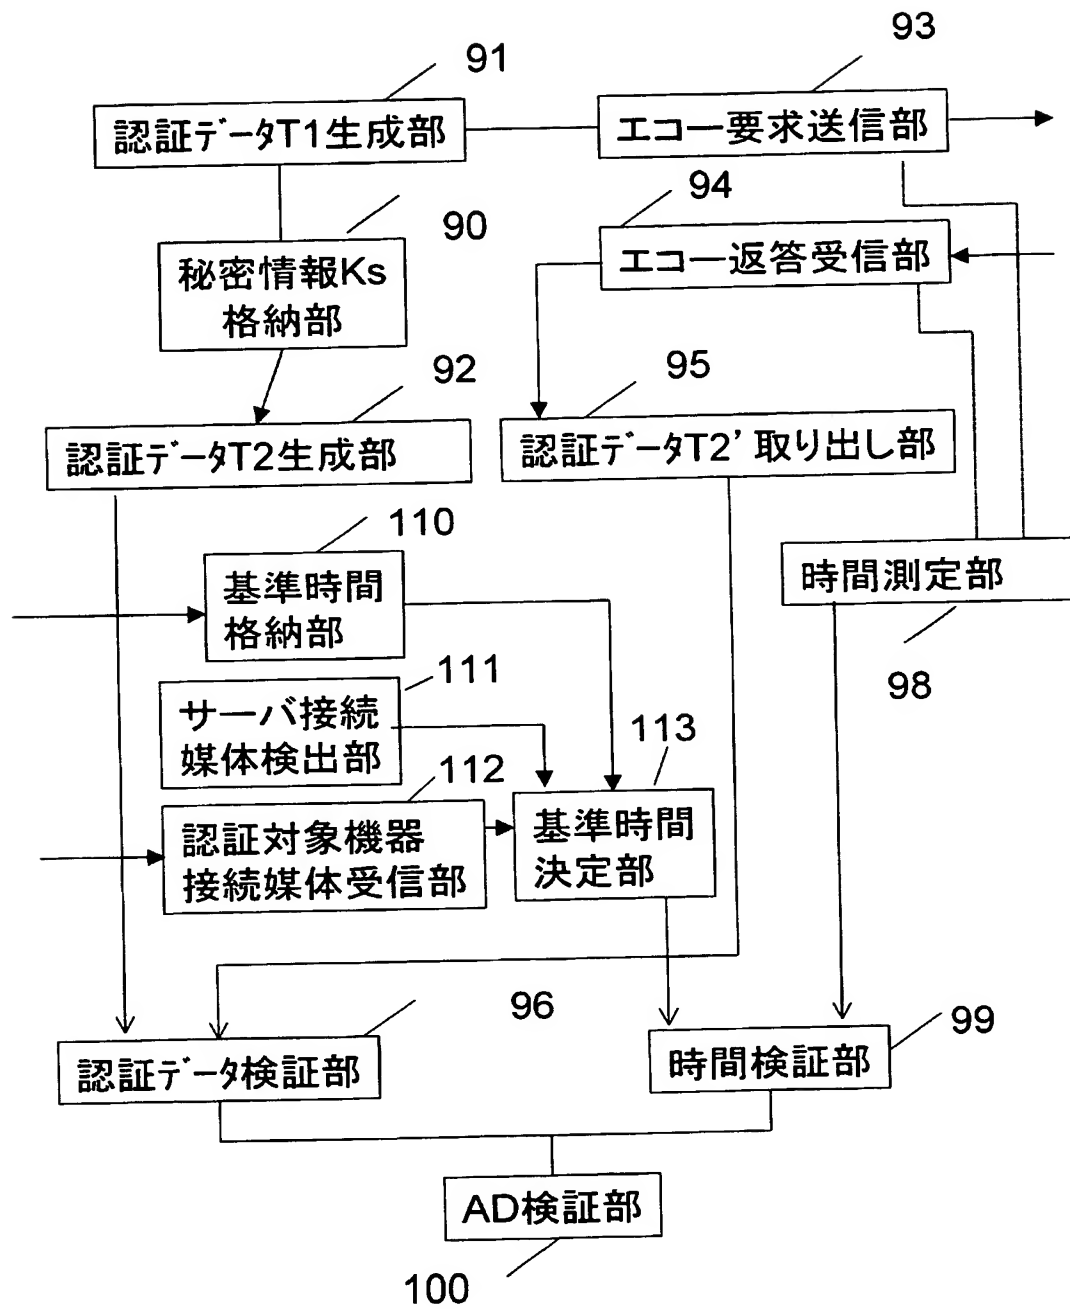 93
91
認証データT1生成部
エコー要求送信部
94
90
秘密情報Ks
格納部
エコー返答受信部
92
95
認証データT2生成部
認証データT2’取り出し部
110
基準時間
格納部
時間測定部
98
111
サーバ接続
媒体検出部
113
112
認証対象機器
接続媒体受信部
基準時間
決定部
96
99
認証データ検証部
時間検証部
AD検証部
100